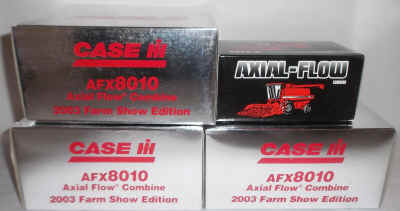 CASE IH
AFX8010
Axial Flow® Combine
2003 Farm Show Edition
AXIAL-FLOW
COMBINE
CASE IH
AFX8010
Axial Flow® Combine
2003 Farm Show Edition
CASE IH
AFX8010
Axial Flow® Combine
2003 Farm Show Edition